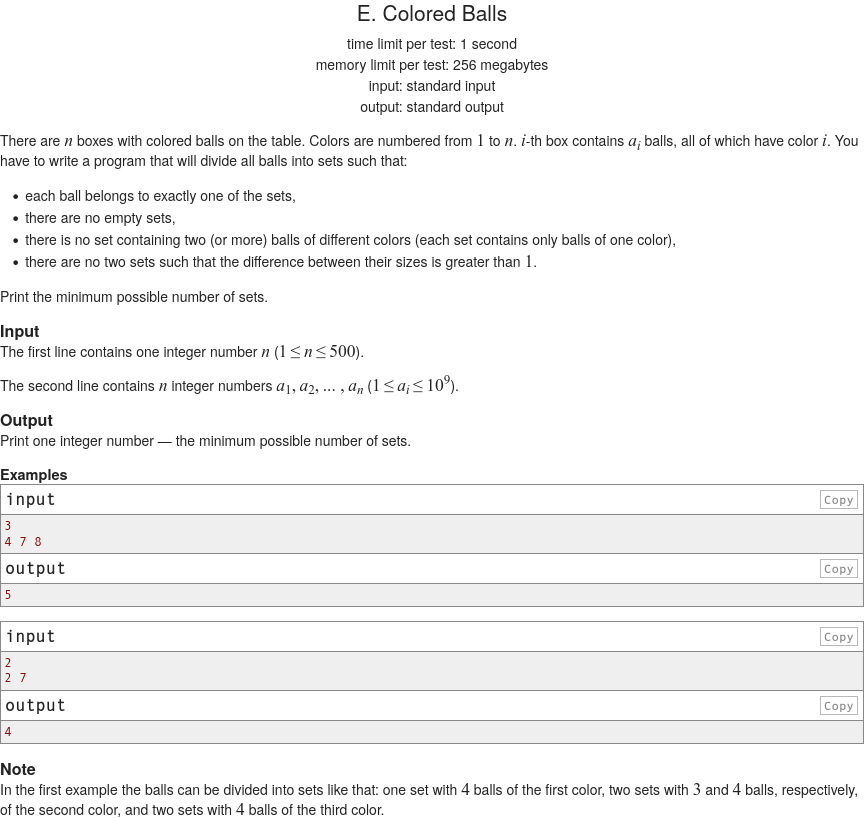 E. Colored Balls
time limit per test: 1 second
memory limit per test: 256 megabytes
input: standard input
output: standard output
There are n boxes with colored balls on the table. Colors are numbered from 1 to n. i-th box contains a_i balls, all of which have color i. You
have to write a program that will divide all balls into sets such that:
• each ball belongs to exactly one of the sets,
• there are no empty sets,
• there is no set containing two (or more) balls of different colors (each set contains only balls of one color),
• there are no two sets such that the difference between their sizes is greater than 1.
Print the minimum possible number of sets.
Input
The first line contains one integer number n (1 ≤ n ≤ 500).
The second line contains n integer numbers a_1, a_2, ... , a_n (1 ≤ a_i ≤ 10^9).
Output
Print one integer number — the minimum possible number of sets.
Examples
input Copy
3
4 7 8
output Copy
5
input Copy
2
2 7
output Copy
4
Note
In the first example the balls can be divided into sets like that: one set with 4 balls of the first color, two sets with 3 and 4 balls, respectively,
of the second color, and two sets with 4 balls of the third color.